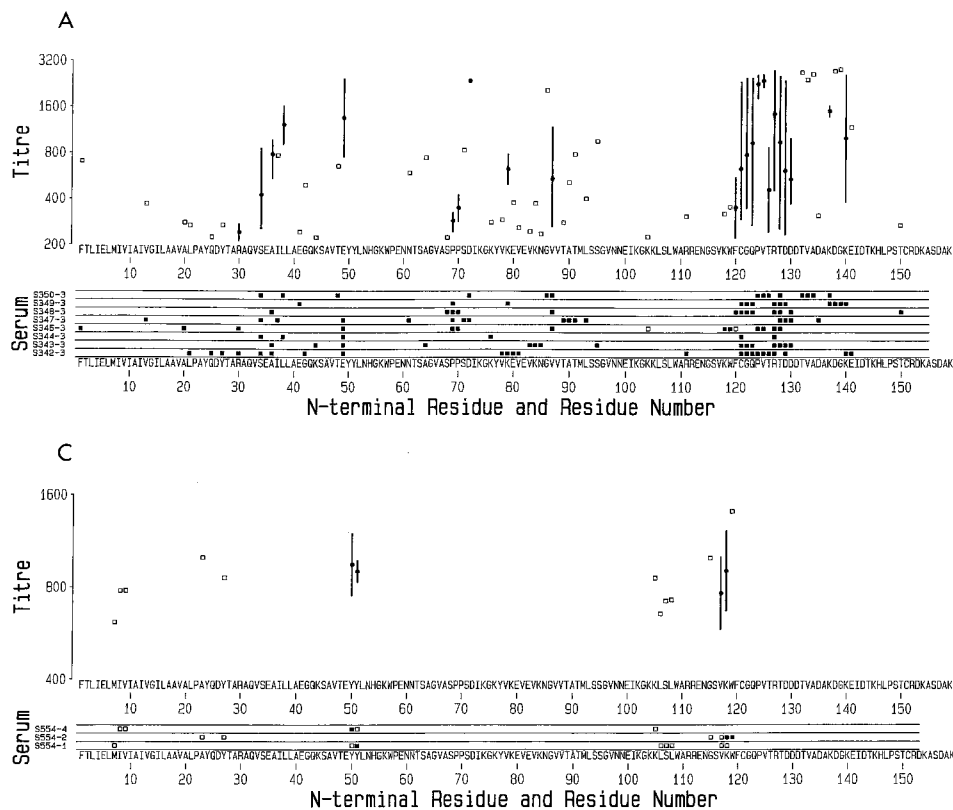 A
3200
1600
800
400
200
Titre
FTLIELMIVIAIVGILAAVALPAYQDYTARAQVSEAILLAEGQKSAVTEYYLNHGKWPENNTSAGVASPPSDIKGKYVKEVEVKNGVVTATMLSSGVNNEIKGKKLSLWARRENGSVKWFCGQPVTRTDDDTVADAKDGKEIDTKHLPSTCRDKASDAK
10 20 30 40 50 60 70 80 90 100 110 120 130 140 150
Serum
S350-3
S349-3
S348-3
S347-3
S345-3
S344-3
S343-3
S342-3
FTLIELMIVIAIVGILAAVALPAYQDYTARAQVSEAILLAEGQKSAVTEYYLNHGKWPENNTSAGVASPPSDIKGKYVKEVEVKNGVVTATMLSSGVNNEIKGKKLSLWARRENGSVKWFCGQPVTRTDDDTVADAKDGKEIDTKHLPSTCRDKASDAK
10 20 30 40 50 60 70 80 90 100 110 120 130 140 150
N-terminal Residue and Residue Number
C
1600
800
400
Titre
FTLIELMIVIAIVGILAAVALPAYQDYTARAQVSEAILLAEGQKSAVTEYYLNHGKWPENNTSAGVASPPSDIKGKYVKEVEVKNGVVTATMLSSGVNNEIKGKKLSLWARRENGSVKWFCGQPVTRTDDDTVADAKDGKEIDTKHLPSTCRDKASDAK
10 20 30 40 50 60 70 80 90 100 110 120 130 140 150
Serum
S554-4
S554-2
S554-1
FTLIELMIVIAIVGILAAVALPAYQDYTARAQVSEAILLAEGQKSAVTEYYLNHGKWPENNTSAGVASPPSDIKGKYVKEVEVKNGVVTATMLSSGVNNEIKGKKLSLWARRENGSVKWFCGQPVTRTDDDTVADAKDGKEIDTKHLPSTCRDKASDAK
10 20 30 40 50 60 70 80 90 100 110 120 130 140 150
N-terminal Residue and Residue Number